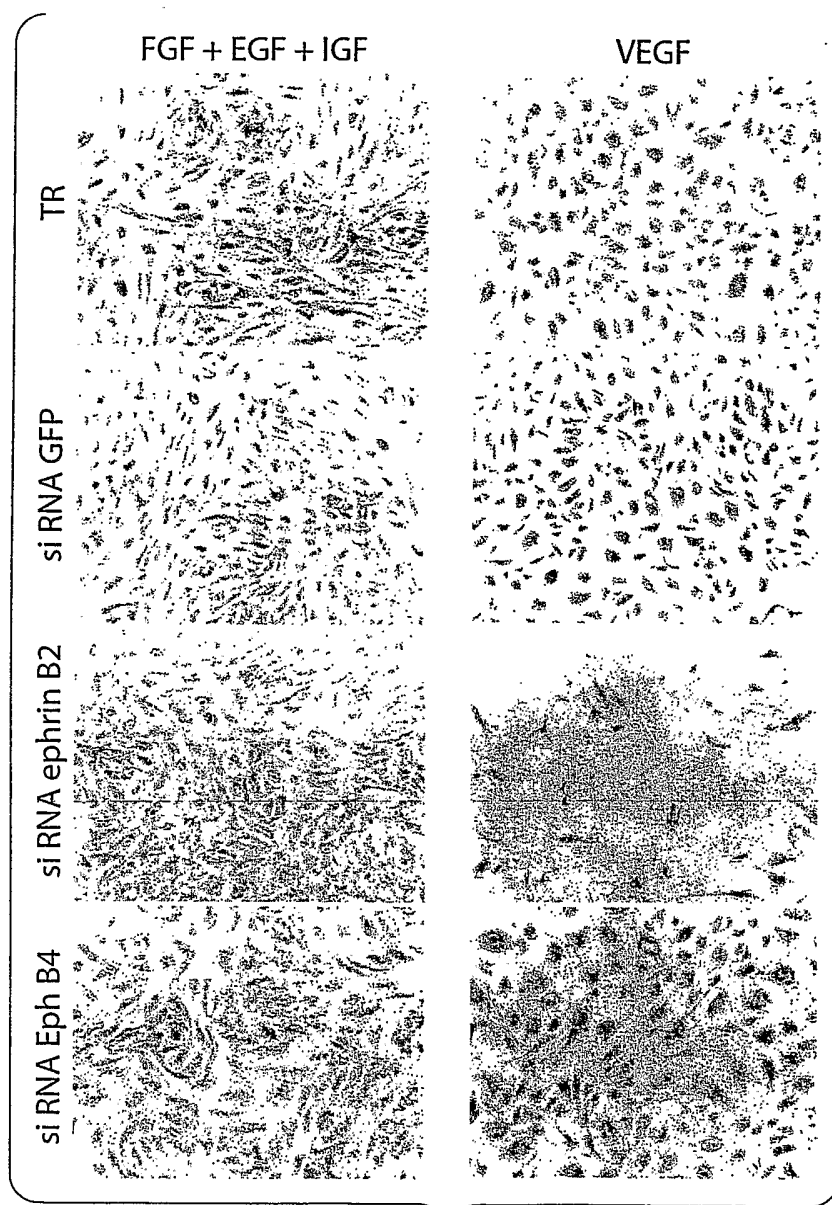 FGF + EGF + IGF
VEGF
TR
si RNA GFP
si RNA ephrin B2
si RNA Eph B4